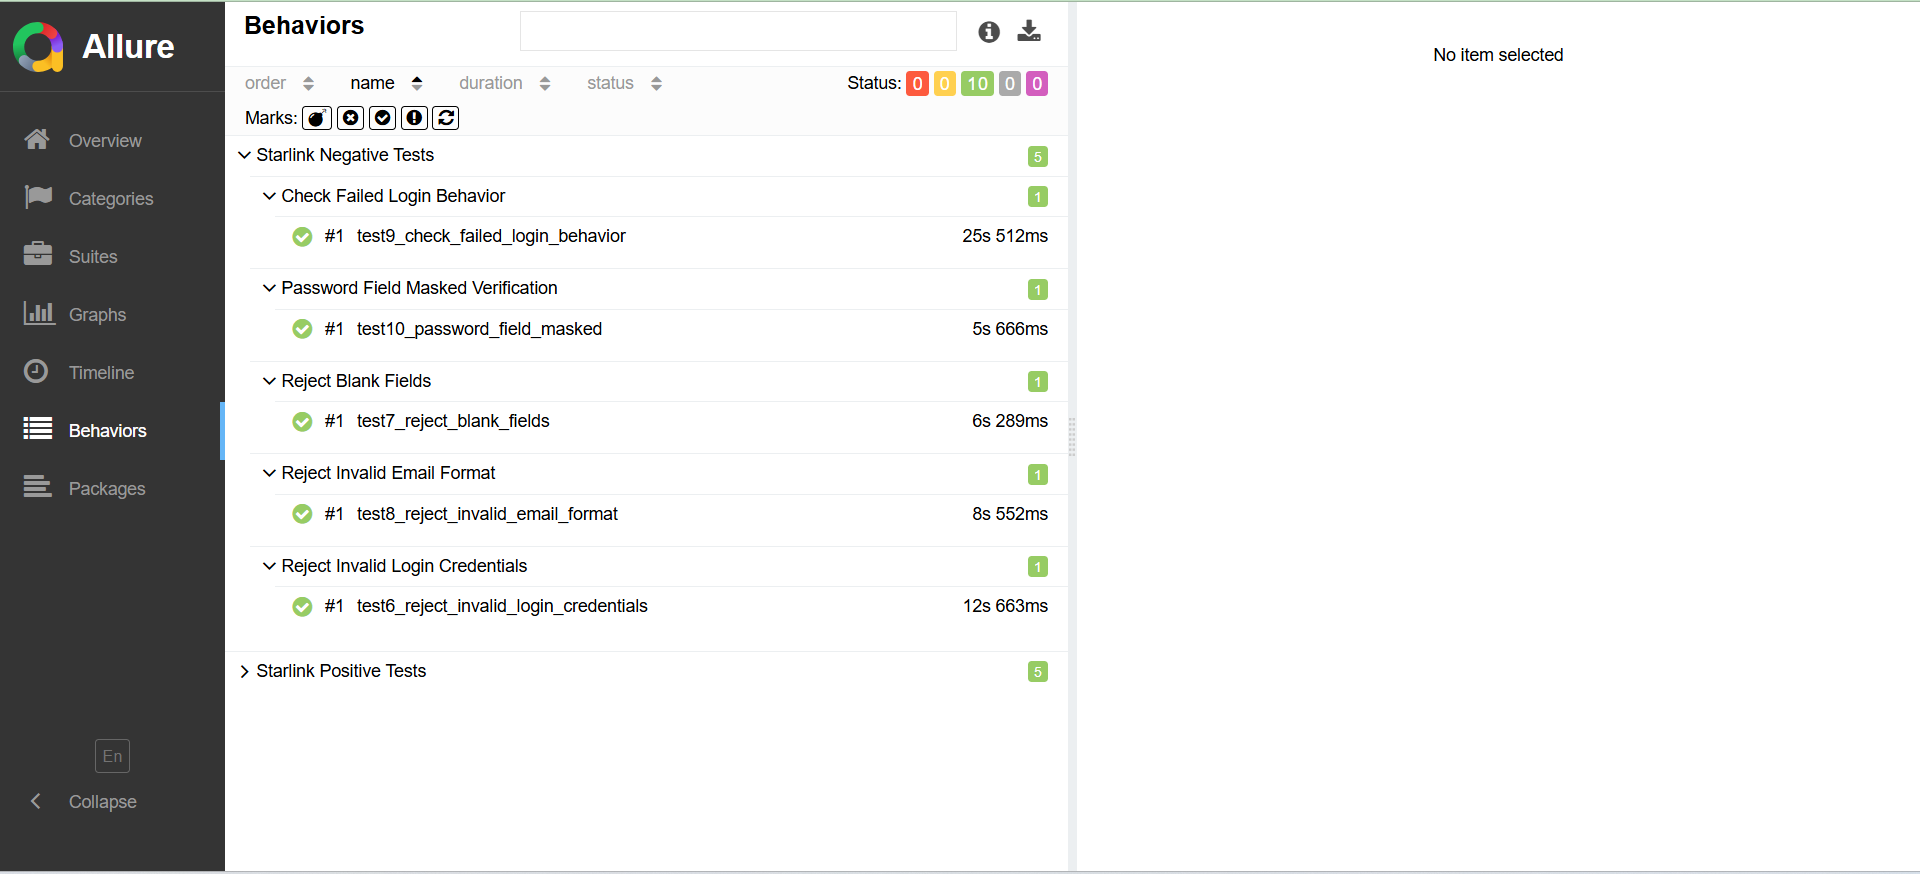 Allure
Overview
Categories
Suites
Graphs
Timeline
Behaviors
Packages
En
Collapse
Behaviors
order name duration status Status: 0 0 10 0 0
Marks:
Starlink Negative Tests 5
Check Failed Login Behavior 1
#1 test9_check_failed_login_behavior 25s 512ms
Password Field Masked Verification 1
#1 test10_password_field_masked 5s 666ms
Reject Blank Fields 1
#1 test7_reject_blank_fields 6s 289ms
Reject Invalid Email Format 1
#1 test8_reject_invalid_email_format 8s 552ms
Reject Invalid Login Credentials 1
#1 test6_reject_invalid_login_credentials 12s 663ms
Starlink Positive Tests 5
No item selected